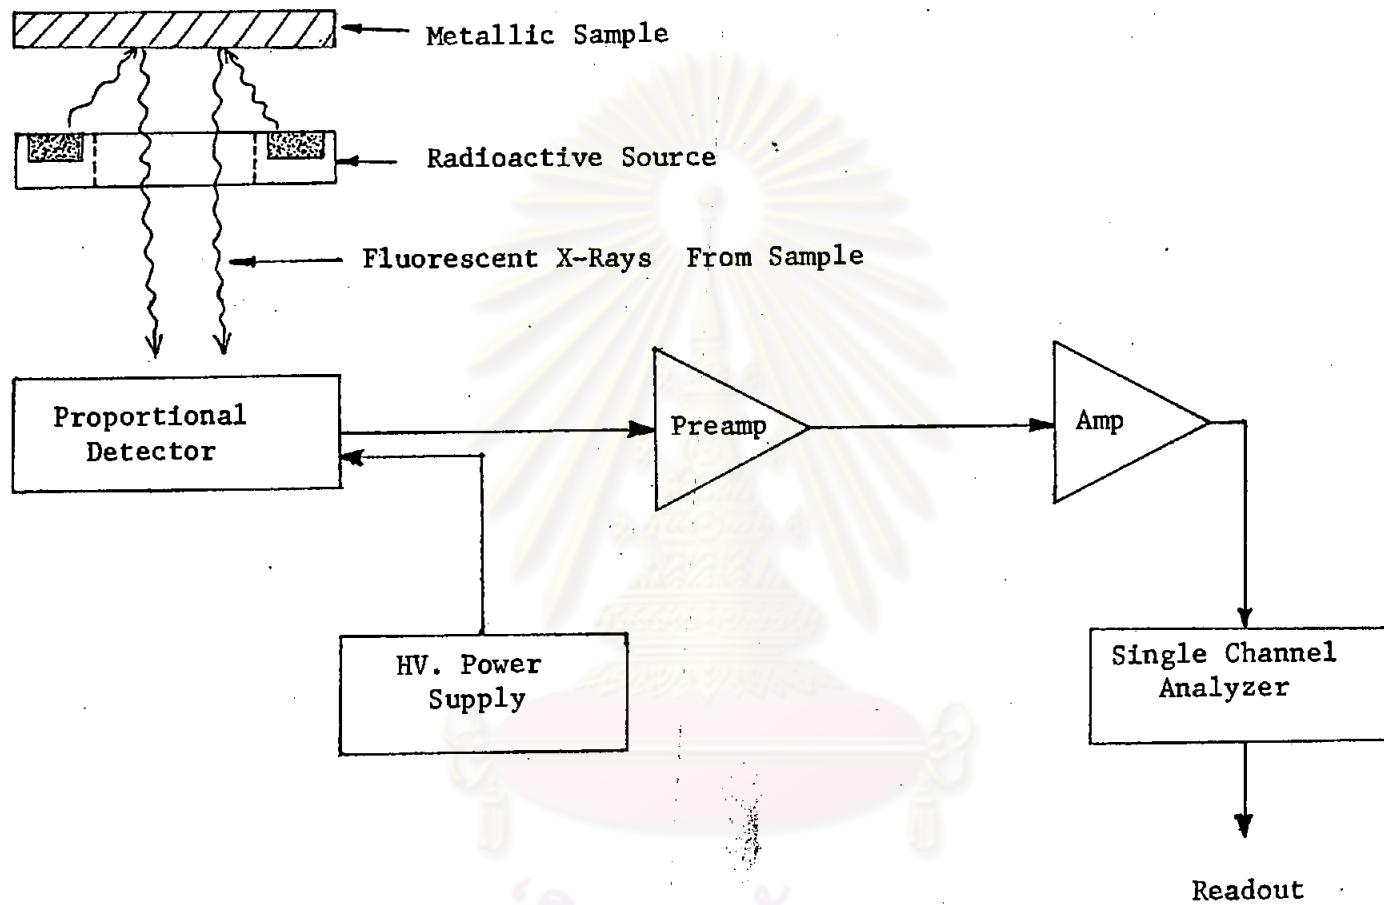 Metallic Sample
Radioactive Source
Fluorescent X-Rays From Sample
Proportional
Detector
Preamp
Amp
HV. Power
Supply
Single Channel
Analyzer
Readout